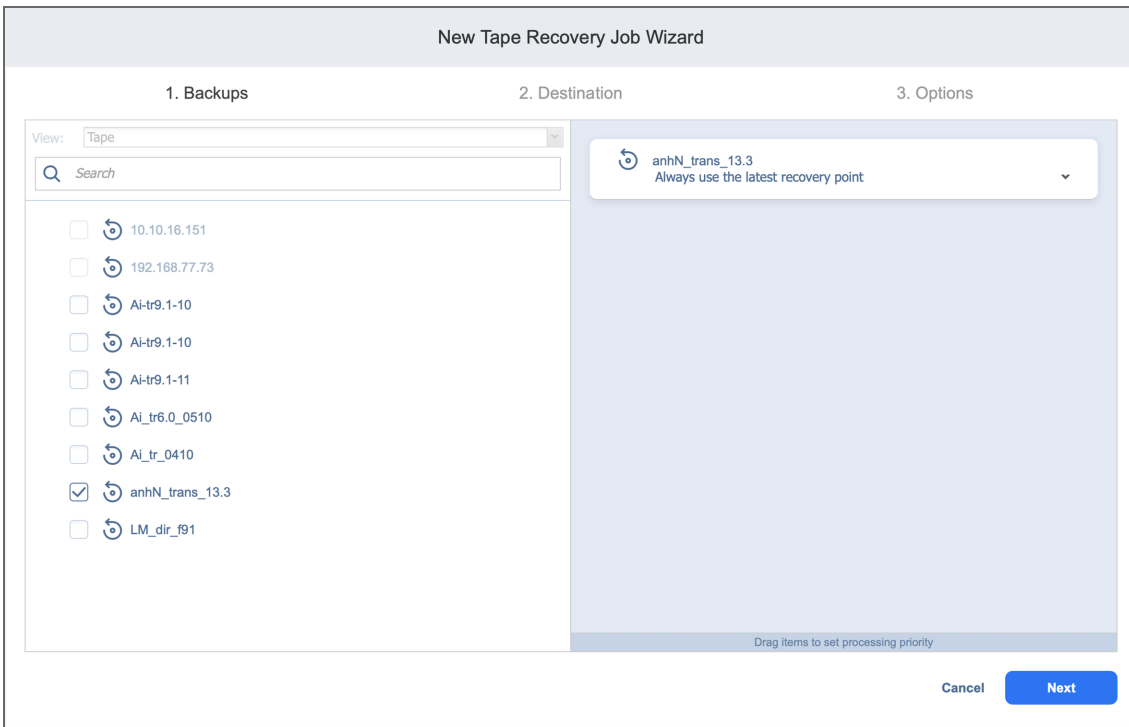 New Tape Recovery Job Wizard
1. Backups
2. Destination
3. Options
View:
Tape
Search
10.10.16.151
192.168.77.73
Ai-tr9.1-10
Ai-tr9.1-10
Ai-tr9.1-11
Ai_tr6.0_0510
Ai_tr_0410
anhN_trans_13.3
LM_dir_f91
anhN_trans_13.3
Always use the latest recovery point
Drag items to set processing priority
Cancel
Next